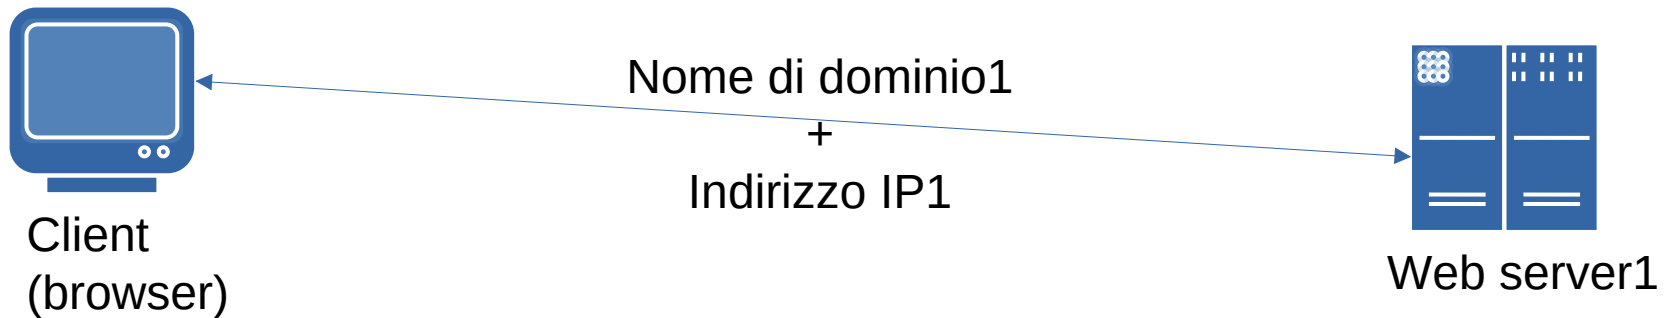 Nome di dominio1
+
Indirizzo IP1
Client
(browser)
Web server1